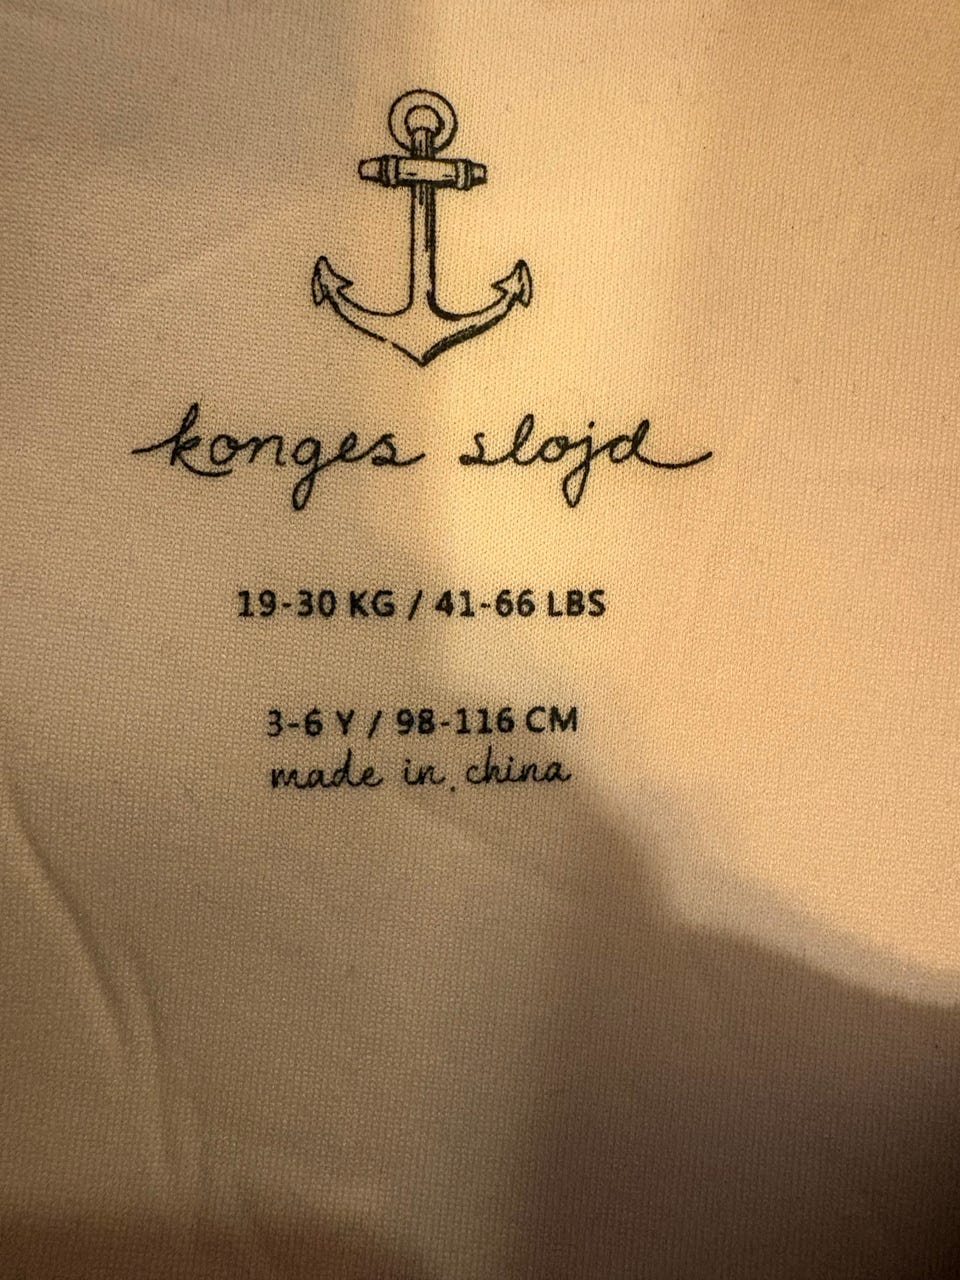 konges slojd
19-30 KG / 41-66 LBS
3-6 Y / 98-116 CM
made in china